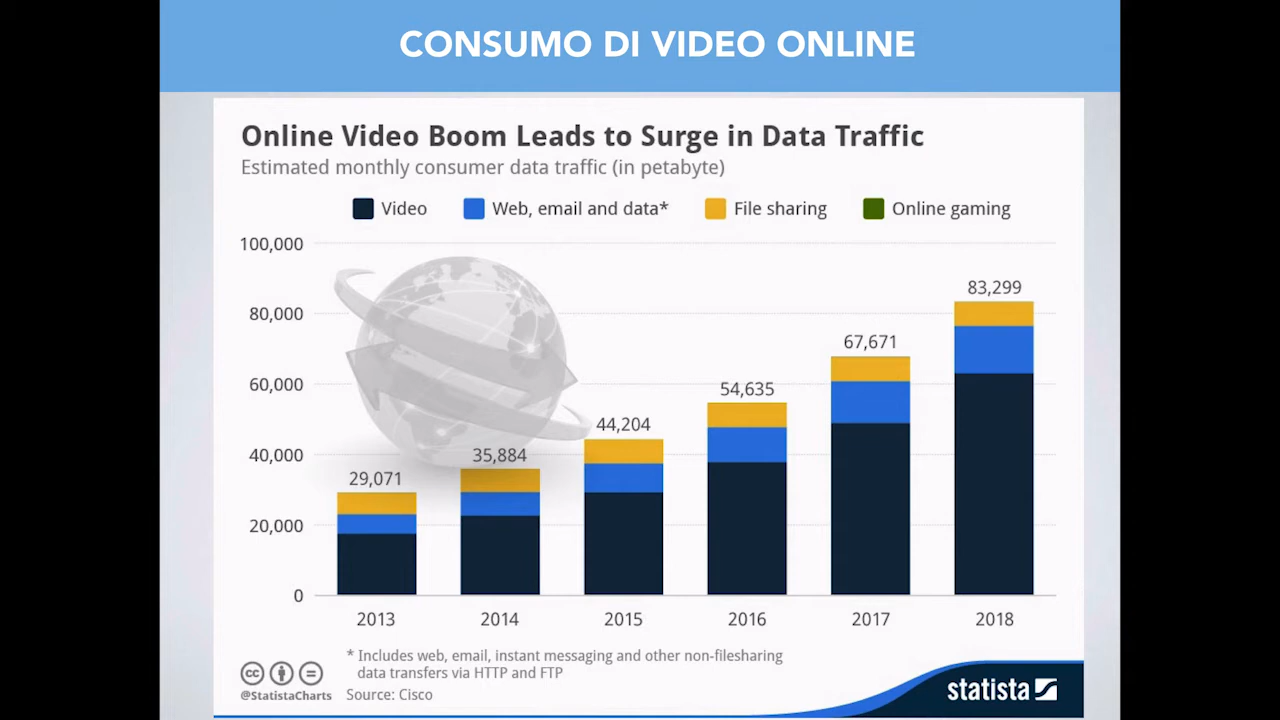 CONSUMO DI VIDEO ONLINE
Online Video Boom Leads to Surge in Data Traffic
Estimated monthly consumer data traffic (in petabyte)
Video Web, email and data* File sharing Online gaming
100,000
80,000
60,000
40,000
20,000
0
29,071
35,884
44,204
54,635
67,671
83,299
2013 2014 2015 2016 2017 2018
* Includes web, email, instant messaging and other non-filesharing
data transfers via HTTP and FTP
@StatistaCharts Source: Cisco
cc
statista